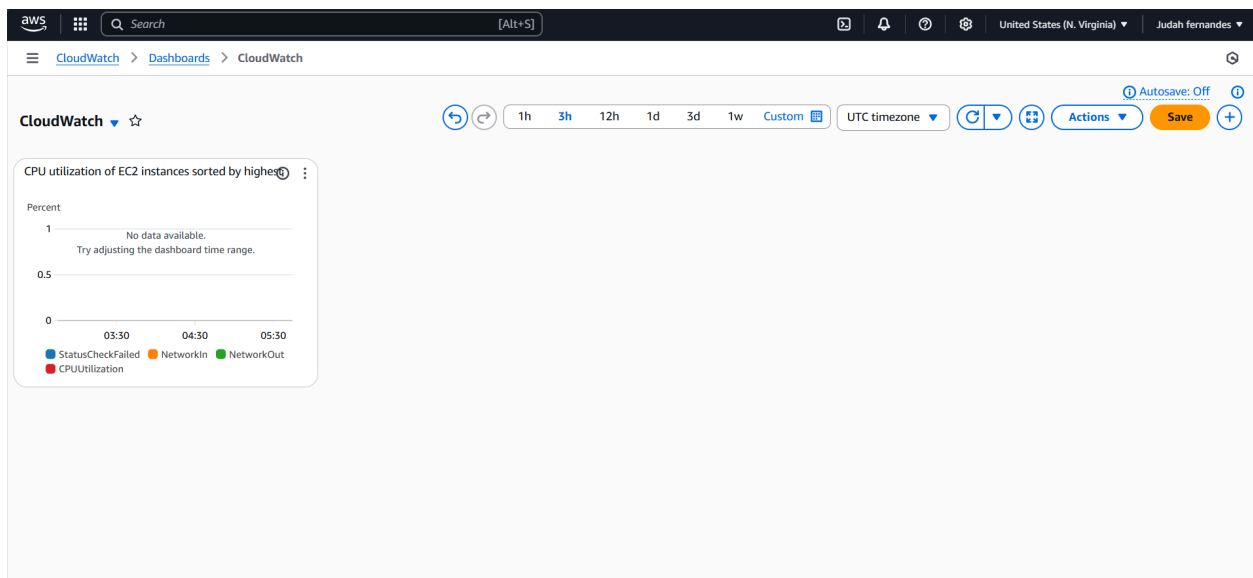 aws Search [Alt+S] United States (N. Virginia) Judah fernandes
CloudWatch > Dashboards > CloudWatch
Autosave: Off
CloudWatch 1h 3h 12h 1d 3d 1w Custom UTC timezone Actions Save
CPU utilization of EC2 instances sorted by highest
Percent
1
No data available.
Try adjusting the dashboard time range.
0.5
0
03:30 04:30 05:30
StatusCheckFailed NetworkIn NetworkOut
CPUUtilization